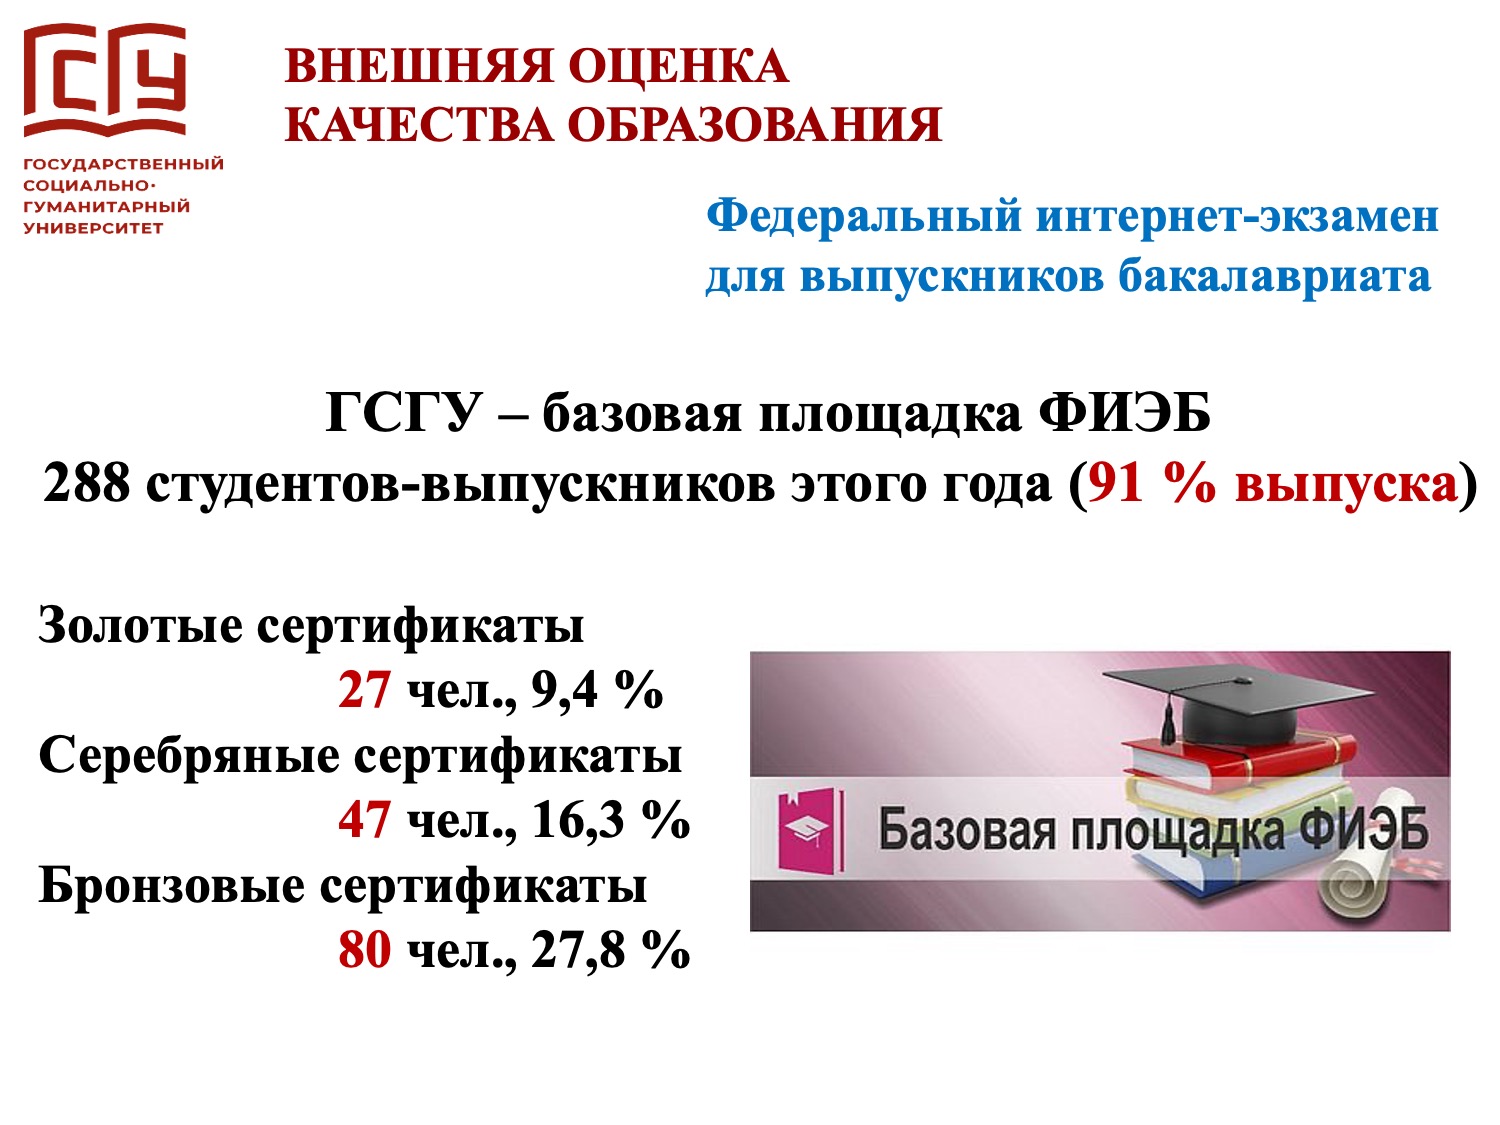 ГСГУ
ГОСУДАРСТВЕННЫЙ
СОЦИАЛЬНО-
ГУМАНИТАРНЫЙ
УНИВЕРСИТЕТ
ВНЕШНЯЯ ОЦЕНКА
КАЧЕСТВА ОБРАЗОВАНИЯ
Федеральный интернет-экзамен
для выпускников бакалавриата
ГСГУ – базовая площадка ФИЭБ
288 студентов-выпускников этого года (91 % выпуска)
Золотые сертификаты
27 чел., 9,4 %
Серебряные сертификаты
47 чел., 16,3 %
Бронзовые сертификаты
80 чел., 27,8 %
Базовая площадка ФИЭБ